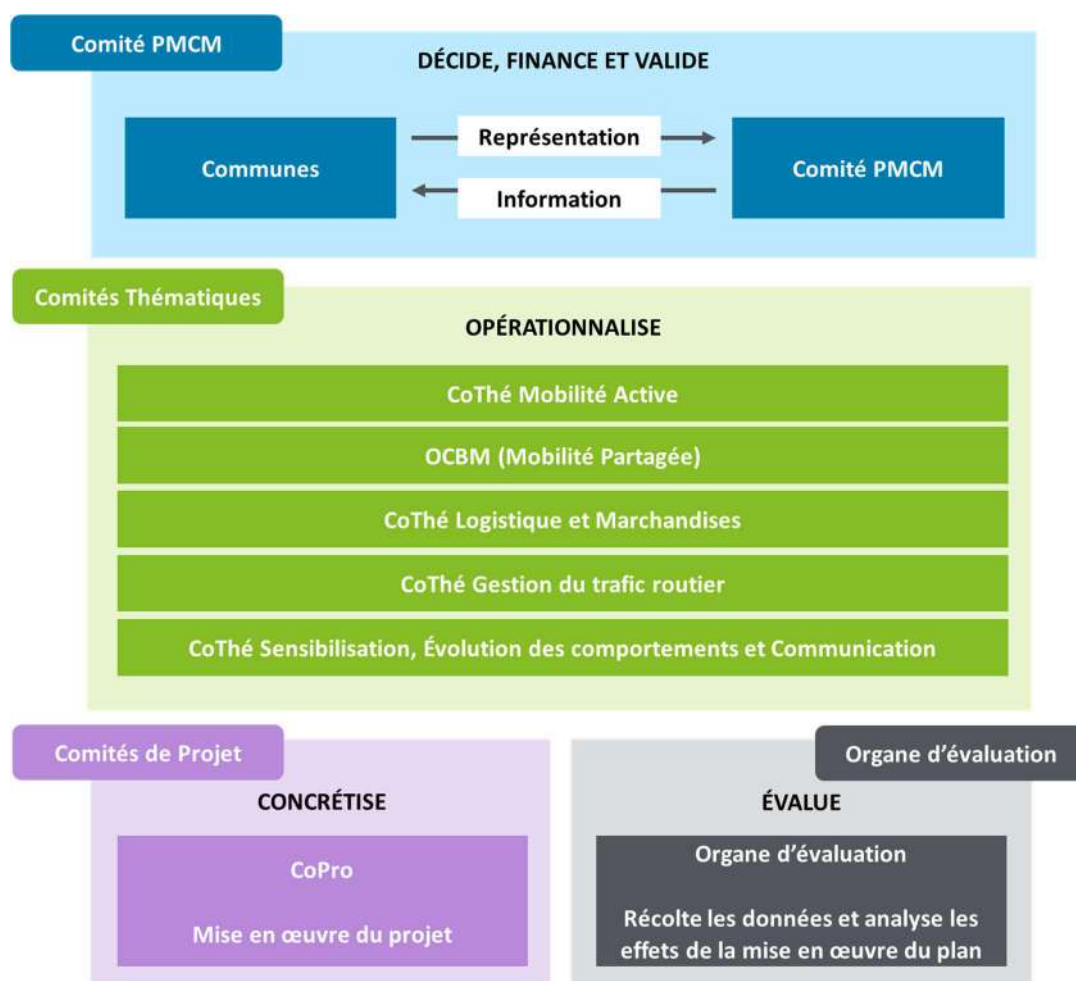 Comité PMCM
DÉCIDE, FINANCE ET VALIDE
Communes
Représentation
Information
Comité PMCM
Comités Thématiques
OPÉRATIONNALISE
CoThé Mobilité Active
OCBM (Mobilité Partagée)
CoThé Logistique et Marchandises
CoThé Gestion du trafic routier
CoThé Sensibilisation, Évolution des comportements et Communication
Comités de Projet
CONCRÉTISE
CoPro
Mise en œuvre du projet
Organe d’évaluation
ÉVALUE
Organe d’évaluation
Récolte les données et analyse les
effets de la mise en œuvre du plan